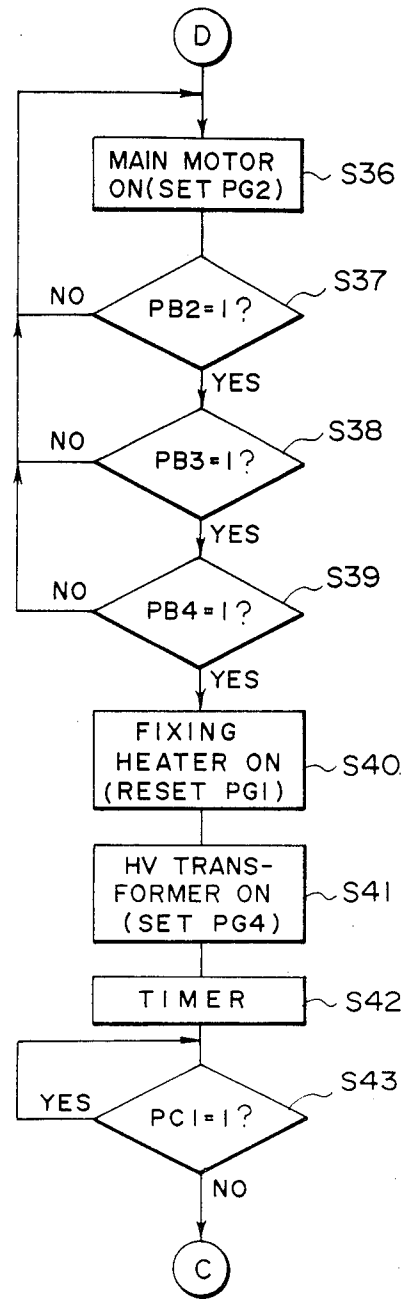 D
MAIN MOTOR
ON(SET PG2)
S36
PB2=1?
S37
NO
YES
PB3=1?
S38
NO
YES
PB4=1?
S39
NO
YES
FIXING
HEATER ON
(RESET PG1)
S40
HV TRANS-
FORMER ON
(SET PG4)
S41
TIMER
S42
PC1=1?
S43
YES
NO
C